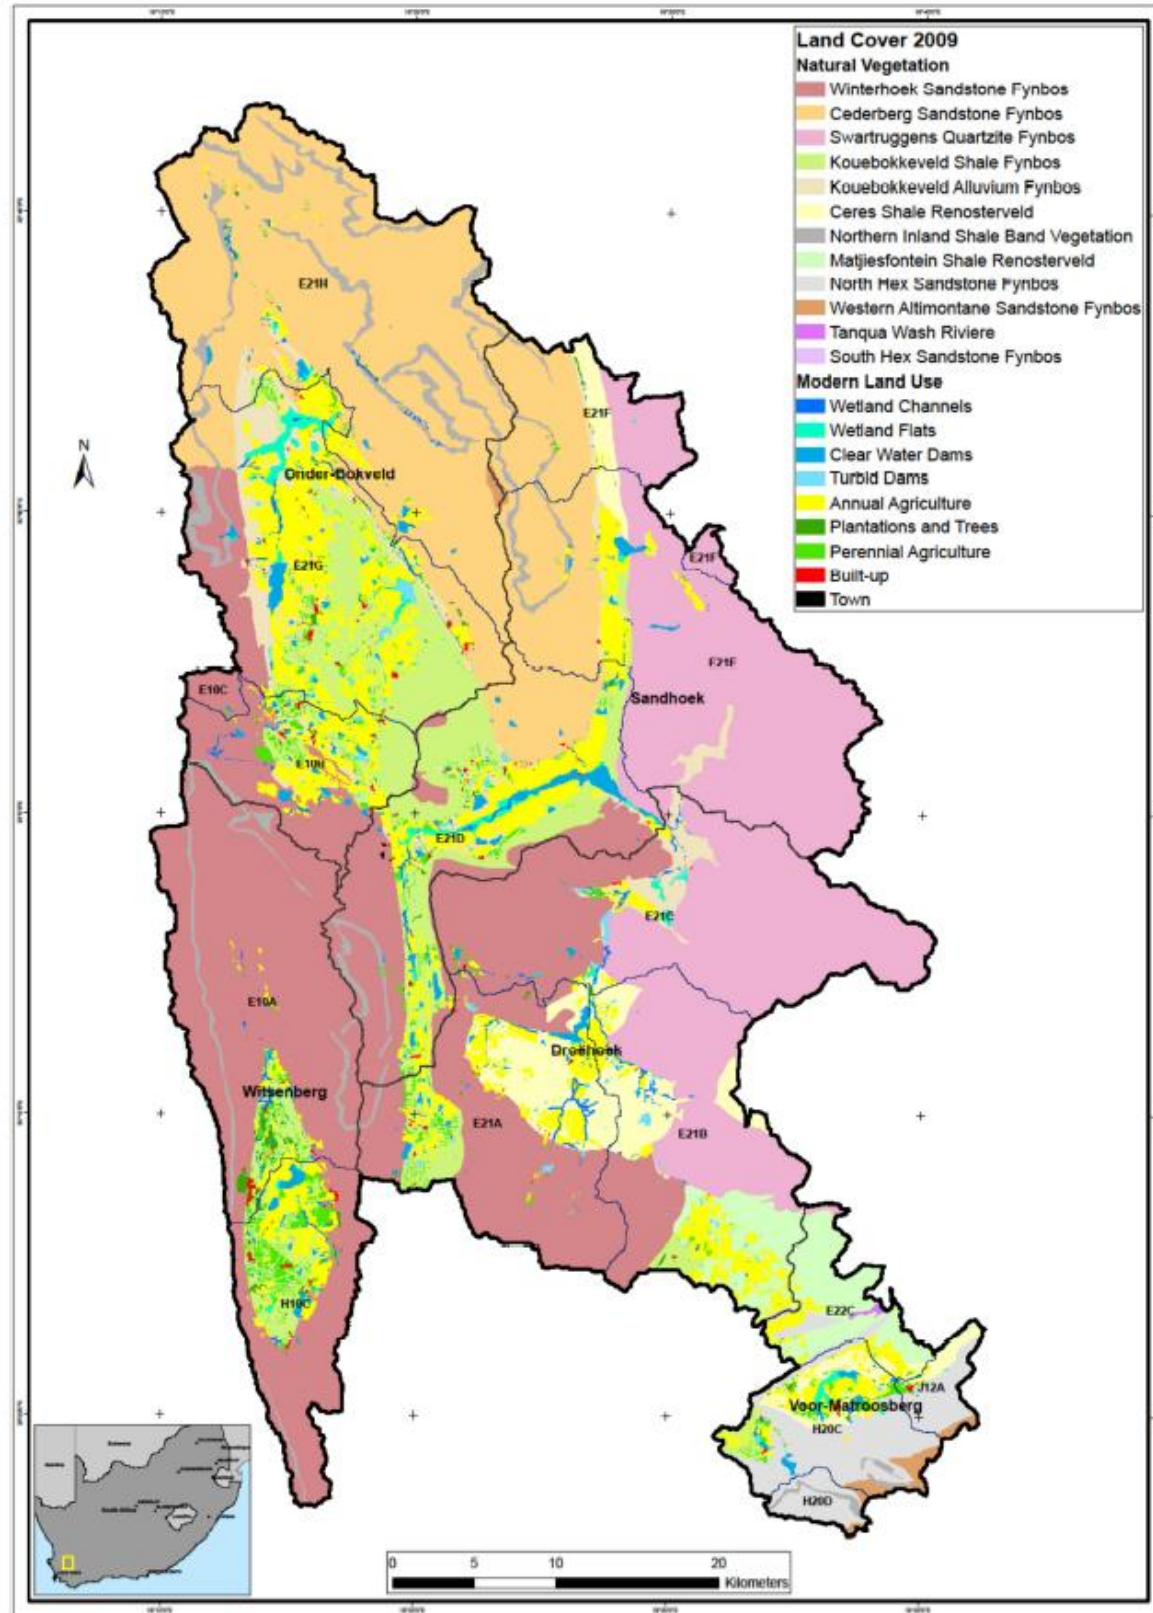 Land Cover 2009
Natural Vegetation
Winterhoek Sandstone Fynbos
Cederberg Sandstone Fynbos
Swartruggens Quartzite Fynbos
Kouebokkeveld Shale Fynbos
Kouebokkeveld Alluvium Fynbos
Ceres Shale Renosterveld
Northern Inland Shale Band Vegetation
Matjiesfontein Shale Renosterveld
North Hex Sandstone Fynbos
Western Altimontane Sandstone Fynbos
Tanqua Wash Riviere
South Hex Sandstone Fynbos
Modern Land Use
Wetland Channels
Wetland Flats
Clear Water Dams
Turbid Dams
Annual Agriculture
Plantations and Trees
Perennial Agriculture
Built-up
Town
E21H
E21F
N
Onder-Bokveld
E21G
E21F
E21F
E10C
Sandhoek
E10B
E21D
E21C
E10A
Droëhoek
Witsenberg
E21A
E21B
H10C
E22C
J12A
Voor-Matroosberg
H20C
H20D
0 5 10 20
Kilometers